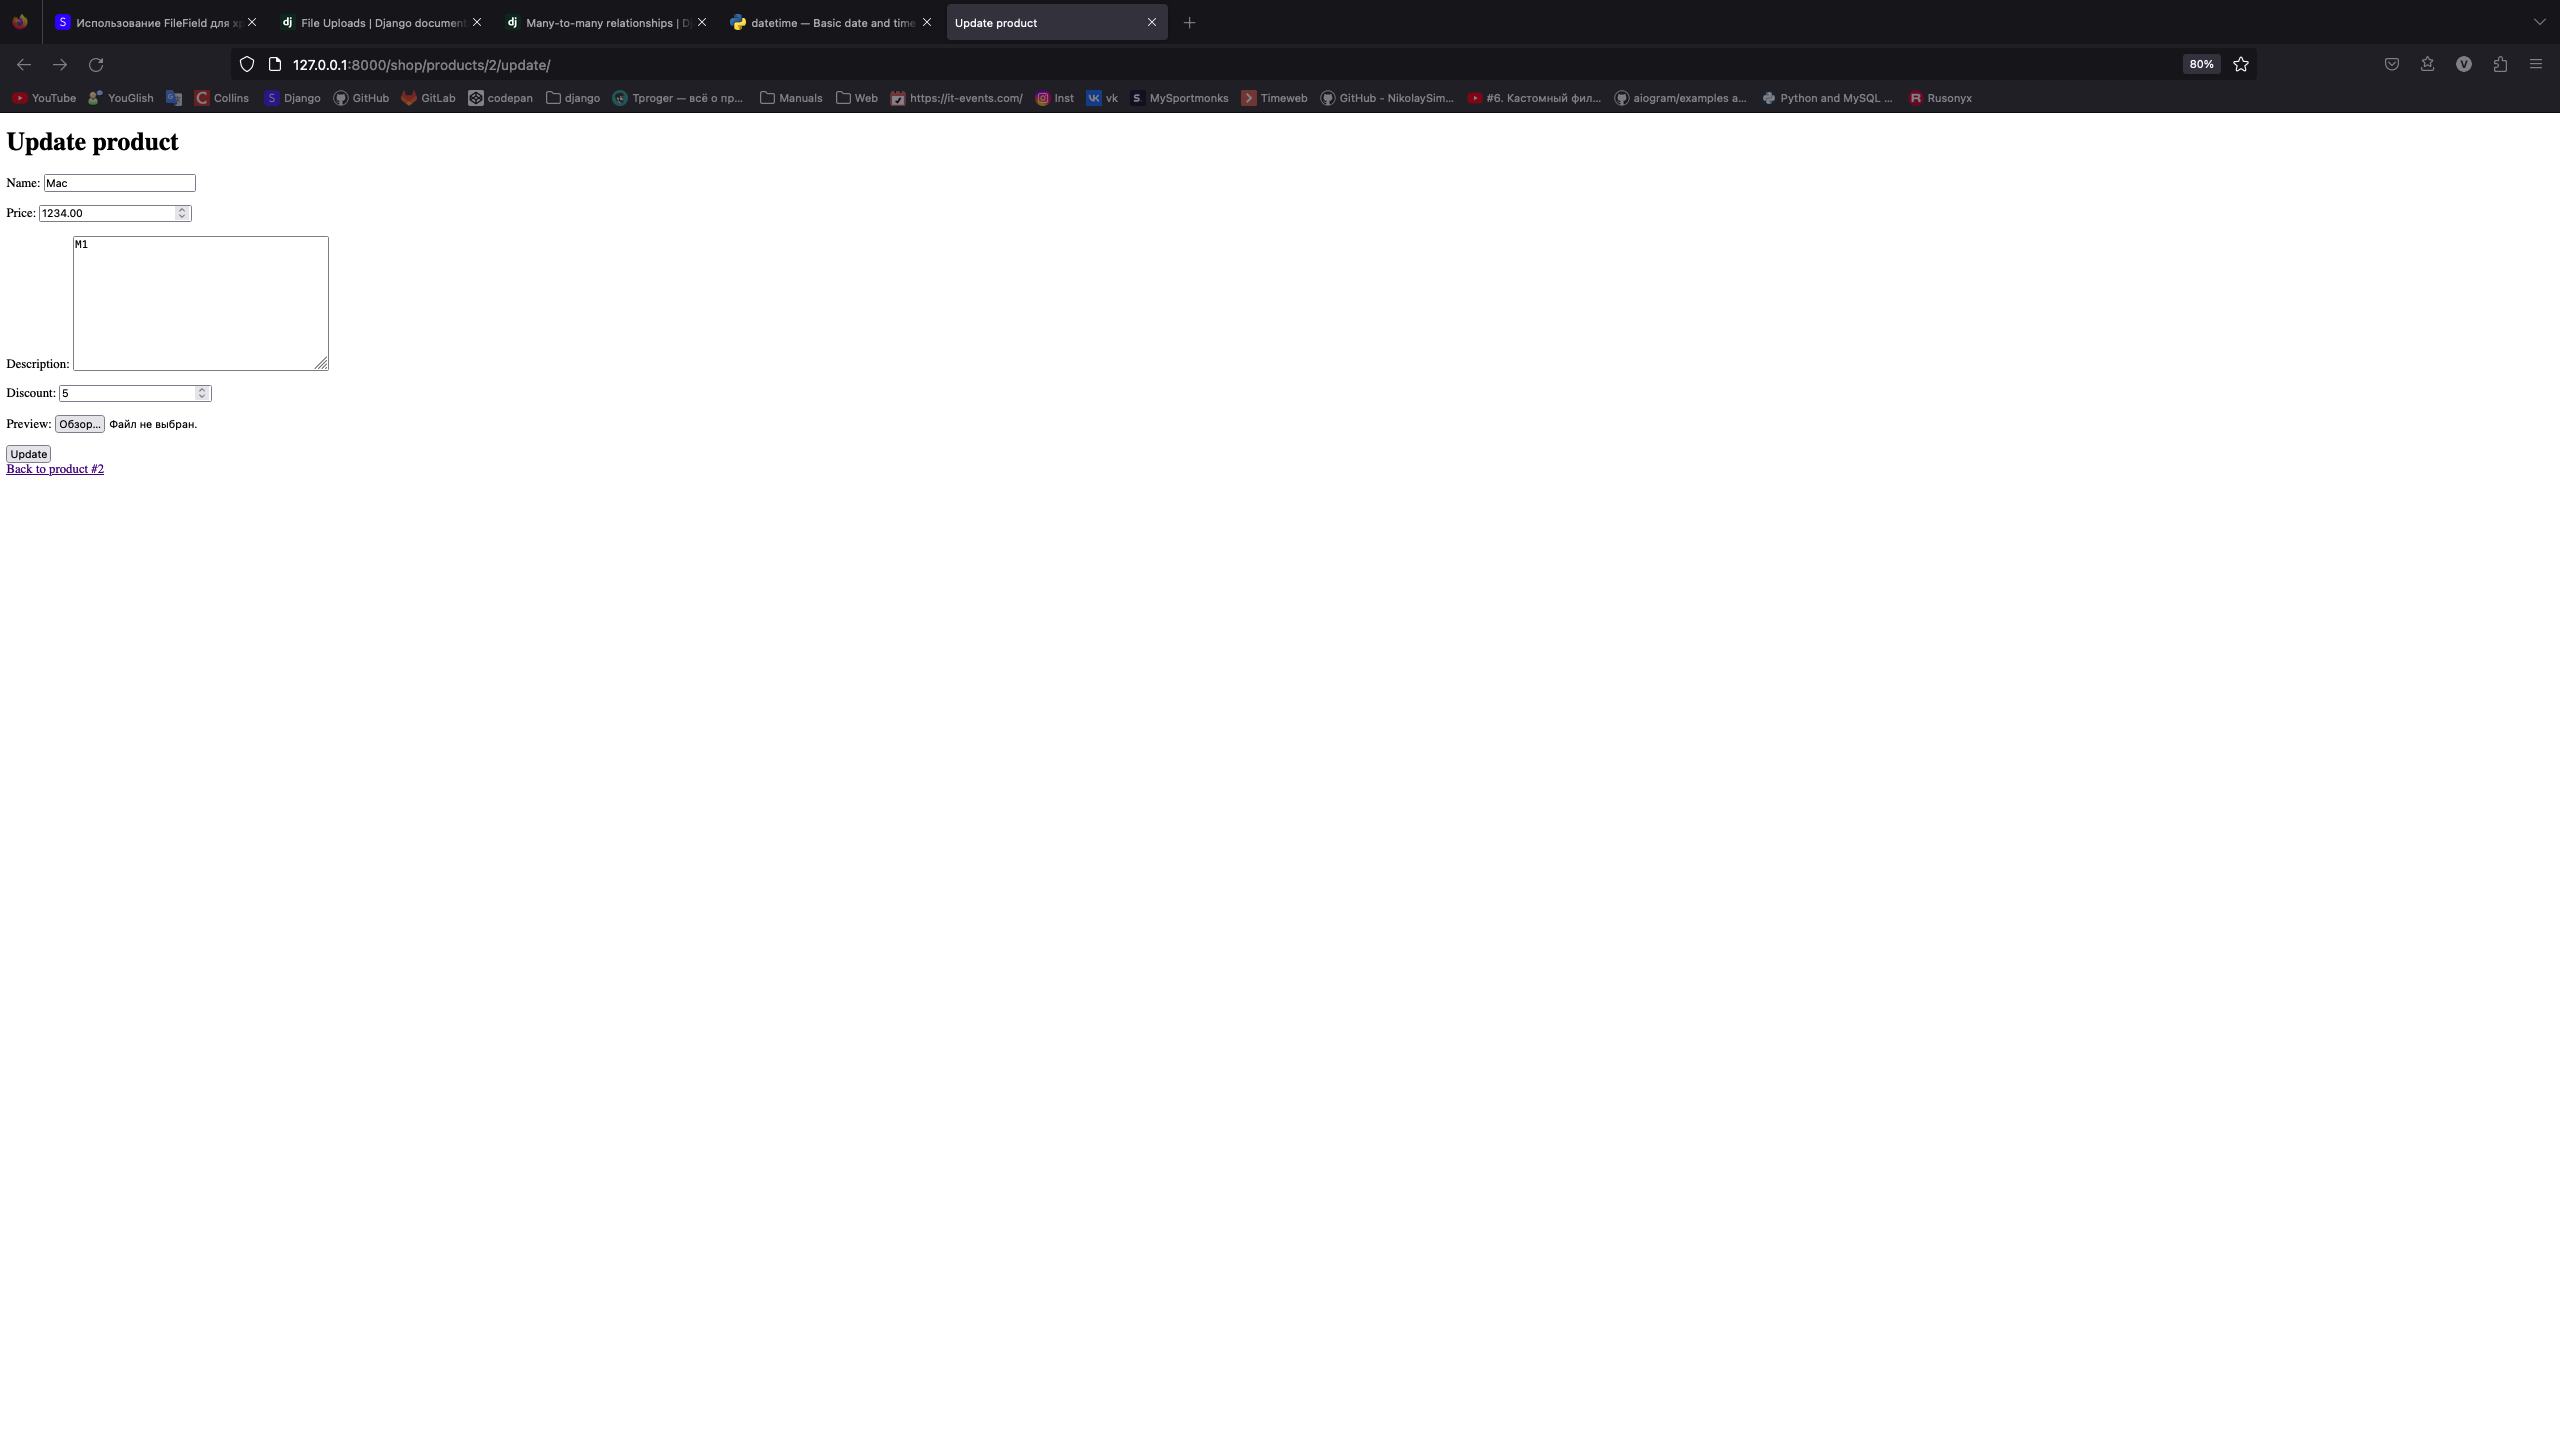 Использование FileField для х
File Uploads | Django document
Many-to-many relationships | D
datetime — Basic date and time
Update product
127.0.0.1:8000/shop/products/2/update/
80%
YouTube YouGlish Collins Django GitHub GitLab codepan django Tproger — всё о пр... Manuals Web https://it-events.com/ Inst vk MySportmonks Timeweb GitHub - NikolaySim... #6. Кастомный фил... aiogram/examples a... Python and MySQL ... Rusonyx
Update product
Name: Mac
Price: 1234.00
M1
Description:
Discount: 5
Preview: Обзор... Файл не выбран.
Update
Back to product #2